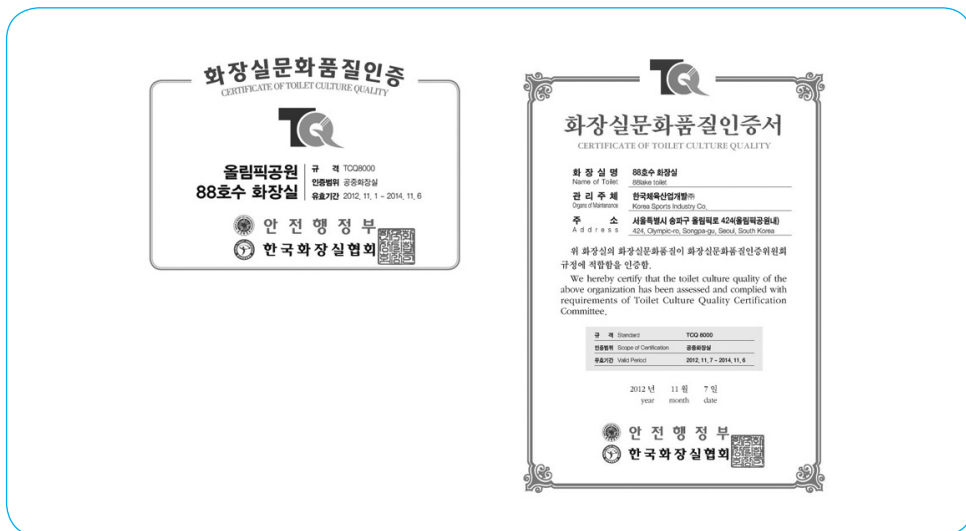 화장실문화품질인증
CERTIFICATE OF TOILET CULTURE QUALITY
TQ
올림픽공원
88호수 화장실
규 격 TCQ8000
인증범위 공중화장실
유효기간 2012. 11. 1 ~ 2014. 11. 6
안 전 행 정 부
한국화장실협회
TQ
화장실문화품질인증서
CERTIFICATE OF TOILET CULTURE QUALITY
화 장 실 명 88호수 화장실
Name of Toilet 88lake toilet
관 리 주 체 한국체육산업개발㈜
Organs of Maintenance Korea Sports Industry Co.
주 소 서울특별시 송파구 올림픽로 424(올림픽공원내)
Address 424, Olympic-ro, Songpa-gu, Seoul, South Korea
위 화장실의 화장실문화품질이 화장실문화품질인증위원회
규정에 적합함을 인증함.
We hereby certify that the toilet culture quality of the
above organization has been assessed and complied with
requirements of Toilet Culture Quality Certification
Committee.
규 격 Standard TCQ 8000
인증범위 Scope of Certification 공중화장실
유효기간 Valid Period 2012. 11. 7 ~ 2014. 11. 6
2012 년 11 월 7 일
year month date
안 전 행 정 부
한국화장실협회